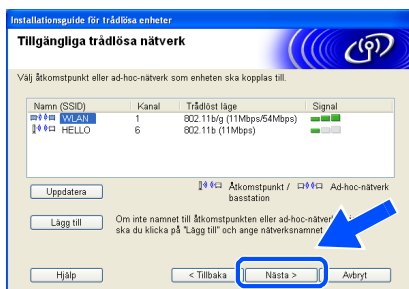 Installationsguide för trådlösa enheter
Tillgängliga trådlösa nätverk
Välj åtkomstpunkt eller ad-hoc-nätverk som enheten ska kopplas till.
Namn (SSID) Kanal Trådlöst läge Signal
WLAN 1 802.11b/g (11Mbps/54Mbps)
HELLO 6 802.11b (11Mbps)
Uppdatera
Åtkomstpunkt / basstation
Ad-hoc-nätverk
Lägg till
Om inte namnet till åtkomstpunkten eller ad-hoc-nätver
ska du klicka på "Lägg till" och ange nätverksnamnet
Hjälp
< Tillbaka
Nästa >
Avbryt